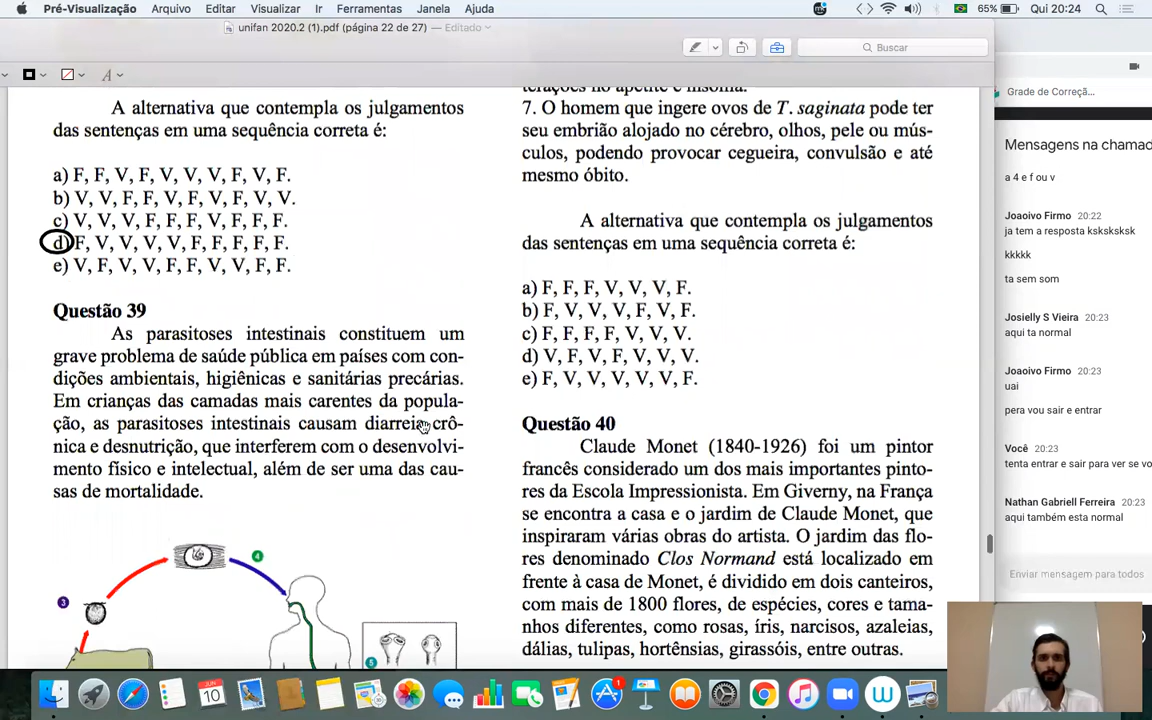 Pré-Visualização Arquivo Editar Visualizar Ir Ferramentas Janela Ajuda
65% Qui 20:24
unifan 2020.2 (1).pdf (página 22 de 27) — Editado
Buscar
A
A alternativa que contempla os julgamentos
das sentenças em uma sequência correta é:
a) F, F, V, F, V, V, V, F, V, F.
b) V, V, F, F, V, F, V, F, V, V.
c) V, V, V, F, F, F, V, F, F, F.
d) F, V, V, V, V, F, F, F, F, F.
e) V, F, V, V, F, F, V, V, F, F.
Questão 39
As parasitoses intestinais constituem um
grave problema de saúde pública em países com con-
dições ambientais, higiênicas e sanitárias precárias.
Em crianças das camadas mais carentes da popula-
ção, as parasitoses intestinais causam diarreia crô-
nica e desnutrição, que interferem com o desenvolvi-
mento físico e intelectual, além de ser uma das cau-
sas de mortalidade.
4
3
5
terações no apetite e insônia.
7. O homem que ingere ovos de T. saginata pode ter
seu embrião alojado no cérebro, olhos, pele ou mús-
culos, podendo provocar cegueira, convulsão e até
mesmo óbito.
A alternativa que contempla os julgamentos
das sentenças em uma sequência correta é:
a) F, F, F, V, V, V, F.
b) F, V, V, V, F, V, F.
c) F, F, F, F, V, V, V.
d) V, F, V, F, V, V, V.
e) F, V, V, V, V, V, F.
Questão 40
Claude Monet (1840-1926) foi um pintor
francês considerado um dos mais importantes pinto-
res da Escola Impressionista. Em Giverny, na França
se encontra a casa e o jardim de Claude Monet, que
inspiraram várias obras do artista. O jardim das flo-
res denominado Clos Normand está localizado em
frente à casa de Monet, é dividido em dois canteiros,
com mais de 1800 flores, de espécies, cores e tama-
nhos diferentes, como rosas, íris, narcisos, azaleias,
dálias, tulipas, hortênsias, girassóis, entre outras.
Grade de Correçã...
Mensagens na chamad
a 4 e f ou v
Joaoivo Firmo 20:22
ja tem a resposta ksksksksk
kkkkk
ta sem som
Josielly S Vieira 20:23
aqui ta normal
Joaoivo Firmo 20:23
uai
pera vou sair e entrar
Você 20:23
tenta entrar e sair para ver se vo
Nathan Gabriell Ferreira 20:23
aqui também esta normal
Enviar mensagem para todos
10
1
W